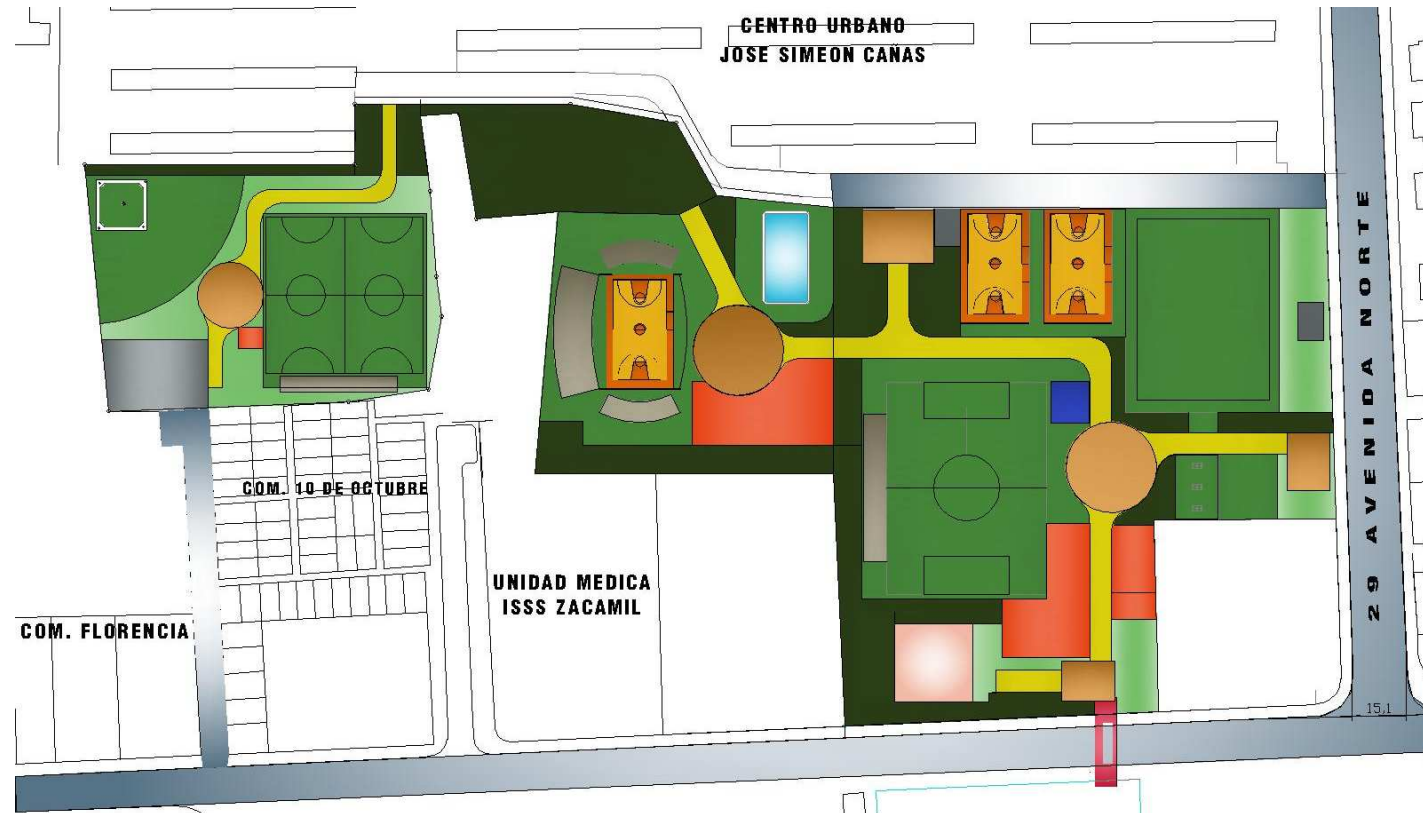 CENTRO URBANO
JOSE SIMEON CAÑAS
29 AVENIDA NORTE
COM. 10 DE OCTUBRE
UNIDAD MEDICA
ISSS ZACAMIL
COM. FLORENCIA
15,1